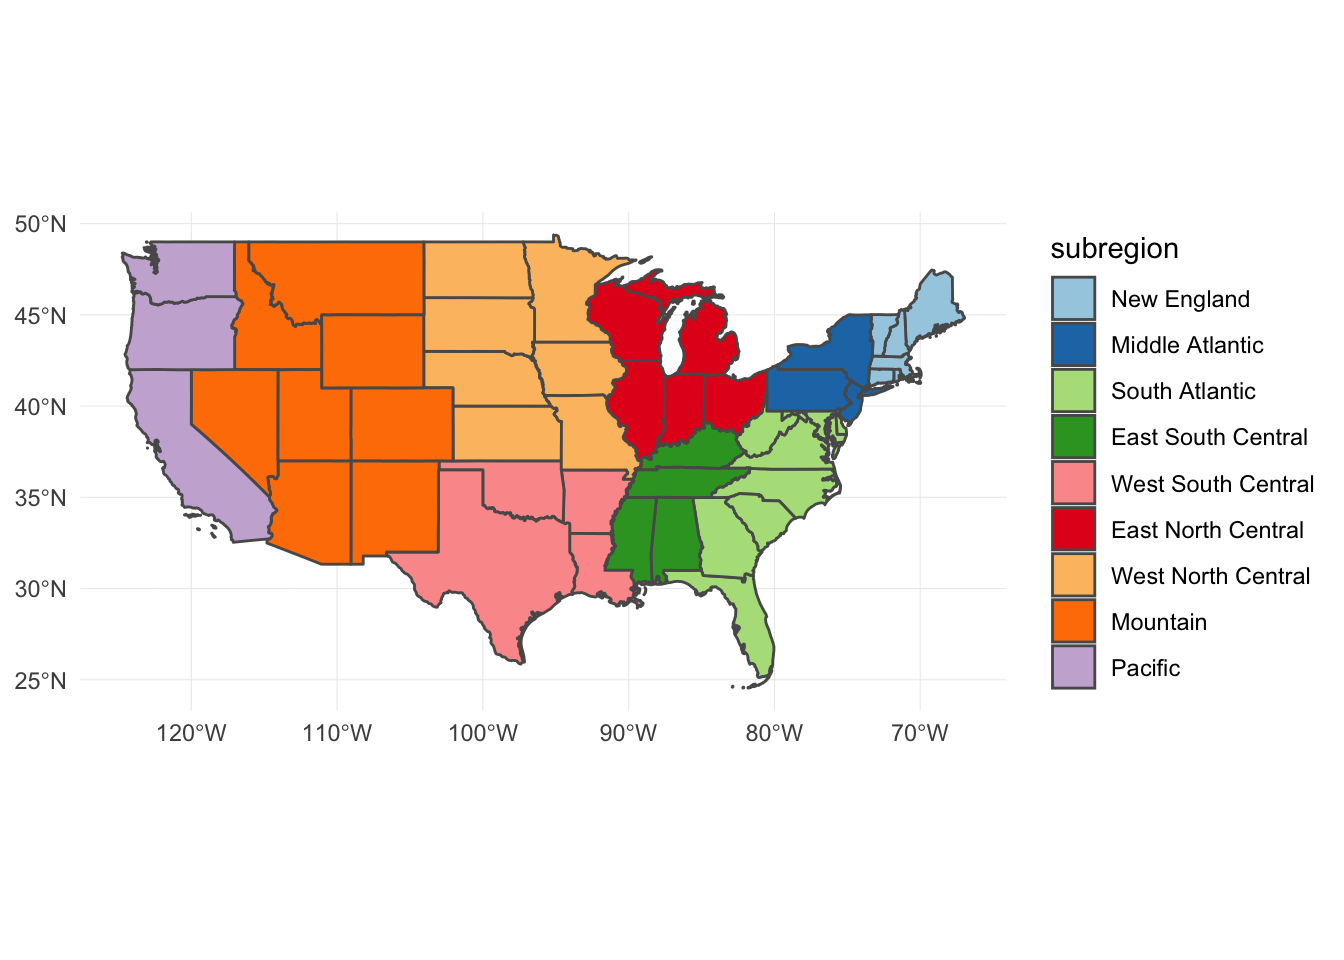 50°N
45°N
40°N
35°N
30°N
25°N
120°W 110°W 100°W 90°W 80°W 70°W
subregion
New England
Middle Atlantic
South Atlantic
East South Central
West South Central
East North Central
West North Central
Mountain
Pacific